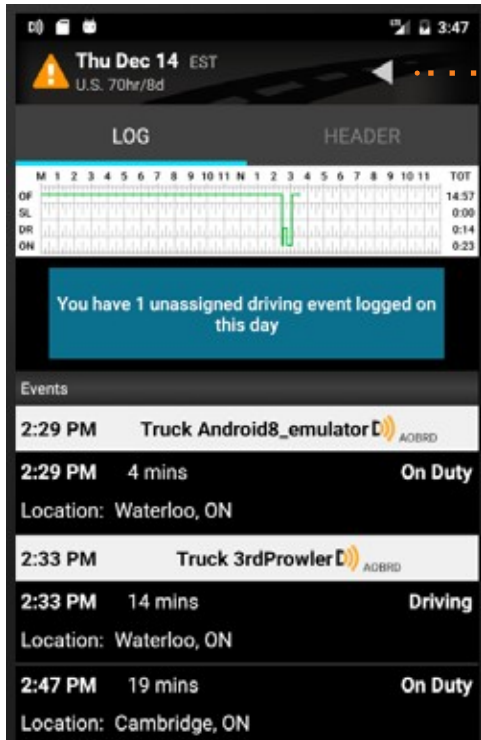 3:47
Thu Dec 14 EST
U.S. 70hr/8d
LOG HEADER
M 1 2 3 4 5 6 7 8 9 10 11 N 1 2 3 4 5 6 7 8 9 10 11 TOT
OF 14:57
SL 0:00
DR 0:14
ON 0:23
You have 1 unassigned driving event logged on
this day
Events
2:29 PM Truck Android8_emulator AOBRD
2:29 PM 4 mins On Duty
Location: Waterloo, ON
2:33 PM Truck 3rdProwler AOBRD
2:33 PM 14 mins Driving
Location: Waterloo, ON
2:47 PM 19 mins On Duty
Location: Cambridge, ON